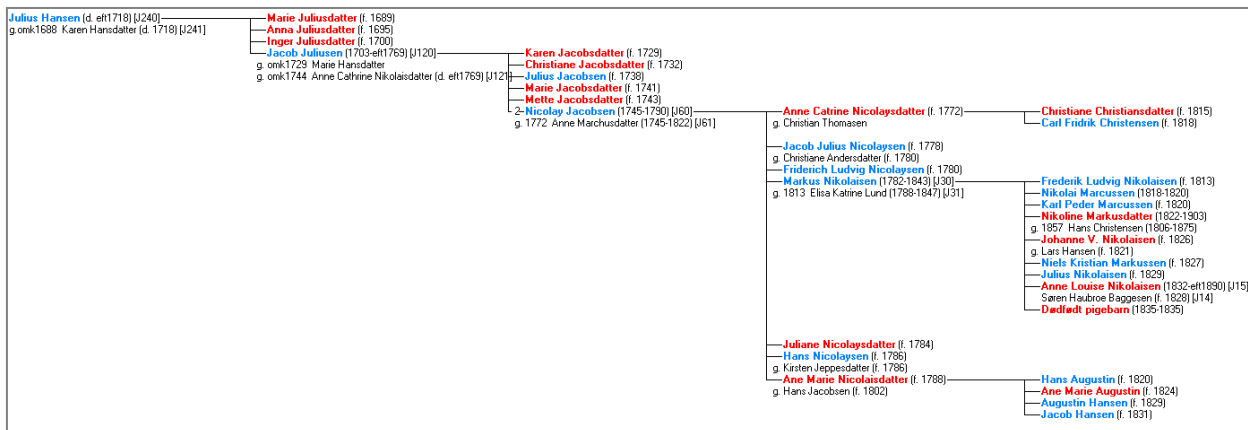 Julius Hansen (d. eft1718) [J240]
g.omk1688 Karen Hansdatter (d. 1718) [J241]
Marie Juliusdatter (f. 1689)
Anna Juliusdatter (f. 1695)
Inger Juliusdatter (f. 1700)
Jacob Juliusen (1703-eft1769) [J120]
g. omk1729 Marie Hansdatter
g. omk1744 Anne Cathrine Nikolaisdatter (d. eft1769) [J121]
Karen Jacobsdatter (f. 1729)
Christiane Jacobsdatter (f. 1732)
Julius Jacobsen (f. 1738)
Marie Jacobsdatter (f. 1741)
Mette Jacobsdatter (f. 1743)
2 Nicolay Jacobsen (1745-1790) [J60]
g. 1772 Anne Marchusdatter (1745-1822) [J61]
Anne Catrine Nicolaysdatter (f. 1772)
g. Christian Thomasen
Christiane Christiansdatter (f. 1815)
Carl Fridrik Christensen (f. 1818)
Jacob Julius Nicolaysen (f. 1778)
g. Christiane Andersdatter (f. 1780)
Friderich Ludvig Nicolaysen (f. 1780)
Markus Nikolaisen (1782-1843) [J30]
g. 1813 Elisa Katrine Lund (1788-1847) [J31]
Frederik Ludvig Nikolaisen (f. 1813)
Nikolai Marcussen (1818-1820)
Karl Peder Marcussen (f. 1820)
Nikoline Markusdatter (1822-1903)
g. 1857 Hans Christensen (1806-1875)
Johanne V. Nikolaisen (f. 1826)
g. Lars Hansen (f. 1821)
Niels Kristian Markussen (f. 1827)
Julius Nikolaisen (f. 1829)
Anne Louise Nikolaisen (1832-eft1890) [J15]
Søren Haubroe Baggesen (f. 1828) [J14]
Dødfødt pigebarn (1835-1835)
Juliane Nicolaysdatter (f. 1784)
Hans Nicolaysen (f. 1786)
g. Kirsten Jeppesdatter (f. 1786)
Ane Marie Nicolaisdatter (f. 1788)
g. Hans Jacobsen (f. 1802)
Hans Augustin (f. 1820)
Ane Marie Augustin (f. 1824)
Augustin Hansen (f. 1829)
Jacob Hansen (f. 1831)